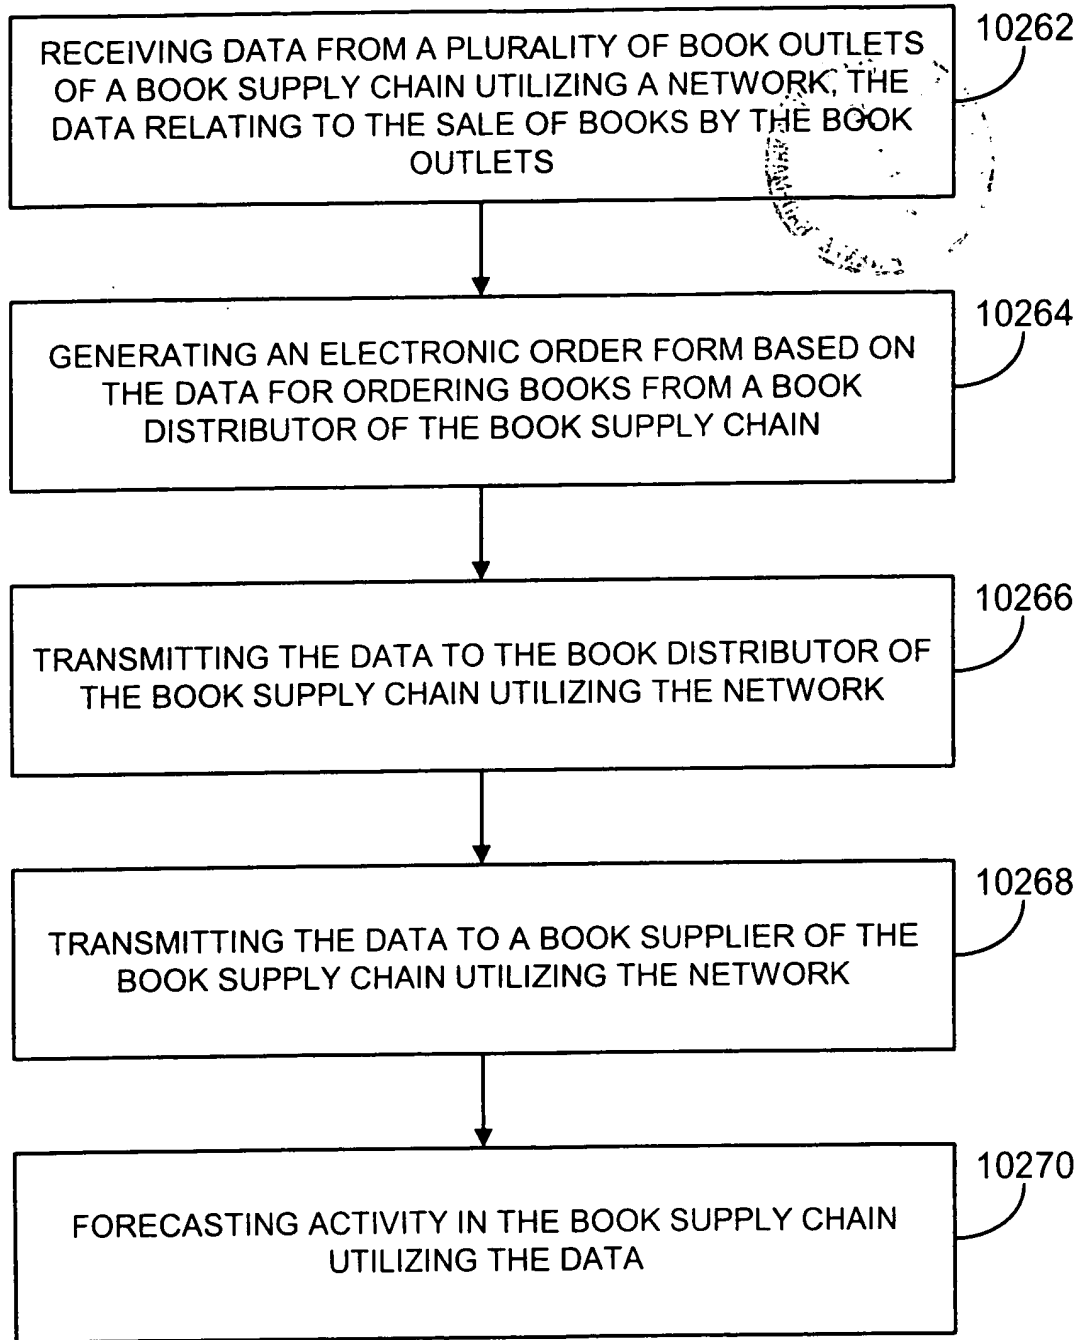 10262
RECEIVING DATA FROM A PLURALITY OF BOOK OUTLETS
OF A BOOK SUPPLY CHAIN UTILIZING A NETWORK, THE
DATA RELATING TO THE SALE OF BOOKS BY THE BOOK
OUTLETS
10264
GENERATING AN ELECTRONIC ORDER FORM BASED ON
THE DATA FOR ORDERING BOOKS FROM A BOOK
DISTRIBUTOR OF THE BOOK SUPPLY CHAIN
10266
TRANSMITTING THE DATA TO THE BOOK DISTRIBUTOR OF
THE BOOK SUPPLY CHAIN UTILIZING THE NETWORK
10268
TRANSMITTING THE DATA TO A BOOK SUPPLIER OF THE
BOOK SUPPLY CHAIN UTILIZING THE NETWORK
10270
FORECASTING ACTIVITY IN THE BOOK SUPPLY CHAIN
UTILIZING THE DATA